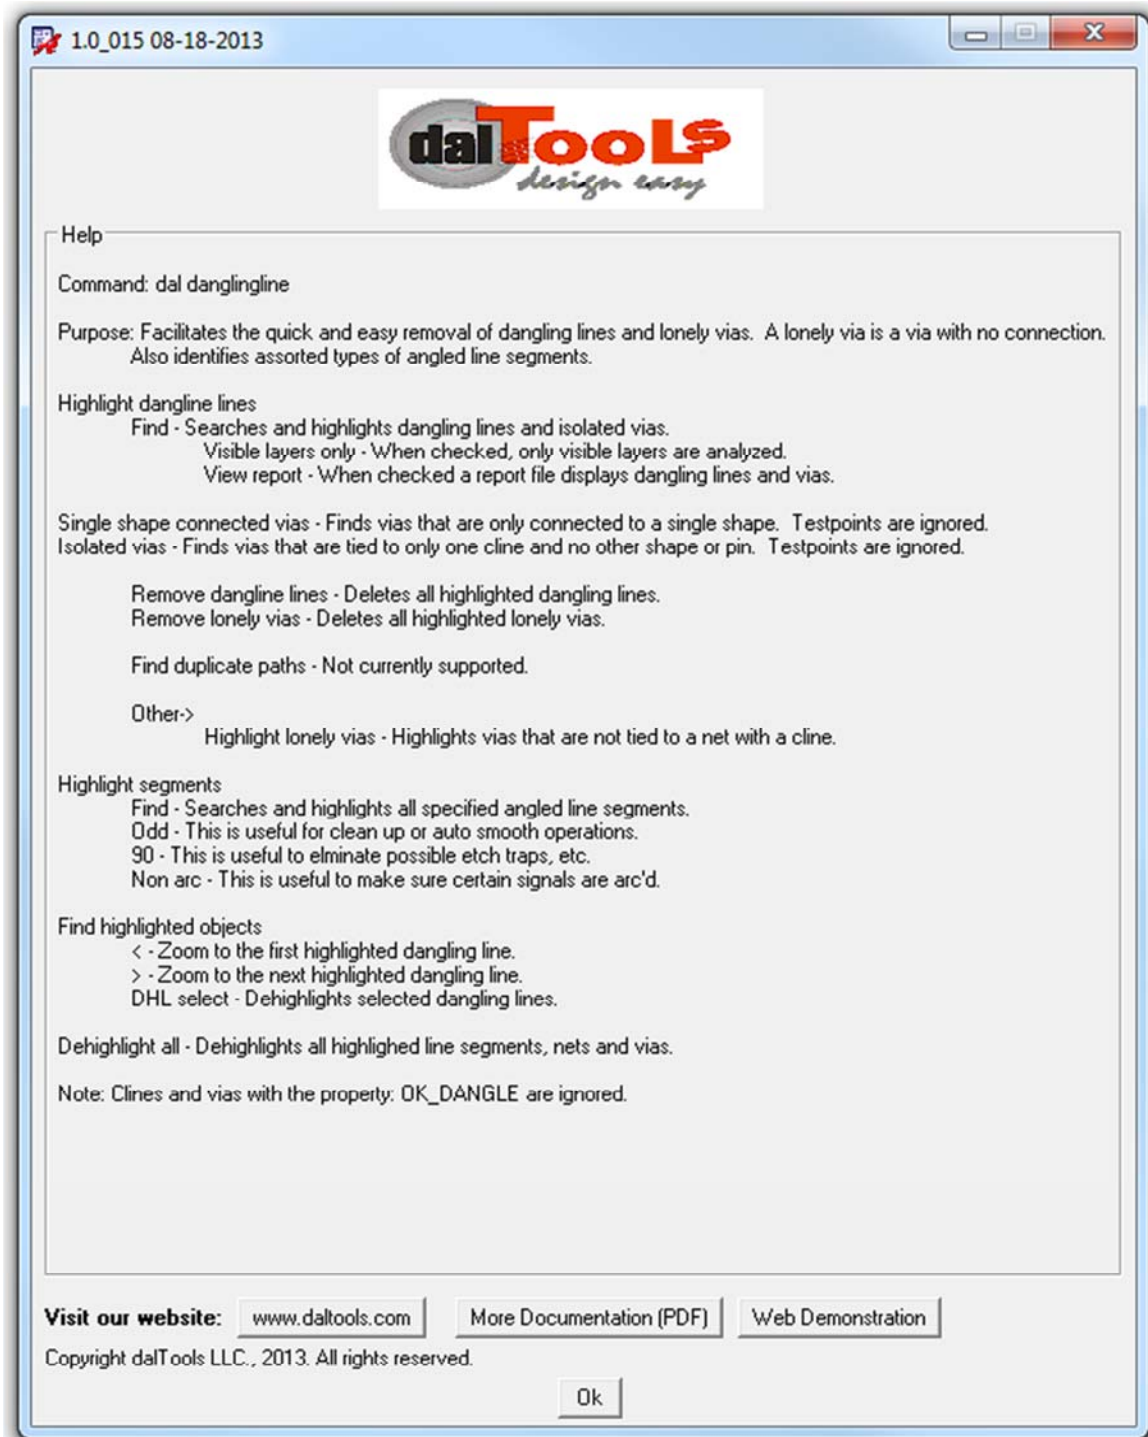 1.0_015 08-18-2013
dalTooLs
design easy
Help
Command: dal danglingline
Purpose: Facilitates the quick and easy removal of dangling lines and lonely vias. A lonely via is a via with no connection.
Also identifies assorted types of angled line segments.
Highlight dangline lines
Find - Searches and highlights dangling lines and isolated vias.
Visible layers only - When checked, only visible layers are analyzed.
View report - When checked a report file displays dangling lines and vias.
Single shape connected vias - Finds vias that are only connected to a single shape. Testpoints are ignored.
Isolated vias - Finds vias that are tied to only one cline and no other shape or pin. Testpoints are ignored.
Remove dangline lines - Deletes all highlighted dangling lines.
Remove lonely vias - Deletes all highlighted lonely vias.
Find duplicate paths - Not currently supported.
Other->
Highlight lonely vias - Highlights vias that are not tied to a net with a cline.
Highlight segments
Find - Searches and highlights all specified angled line segments.
Odd - This is useful for clean up or auto smooth operations.
90 - This is useful to elminate possible etch traps, etc.
Non arc - This is useful to make sure certain signals are arc'd.
Find highlighted objects
< - Zoom to the first highlighted dangling line.
> - Zoom to the next highlighted dangling line.
DHL select - Dehighlights selected dangling lines.
Dehighlight all - Dehighlights all highlighed line segments, nets and vias.
Note: Clines and vias with the property: OK_DANGLE are ignored.
Visit our website: www.daltools.com More Documentation (PDF) Web Demonstration
Copyright dalTools LLC., 2013. All rights reserved.
Ok